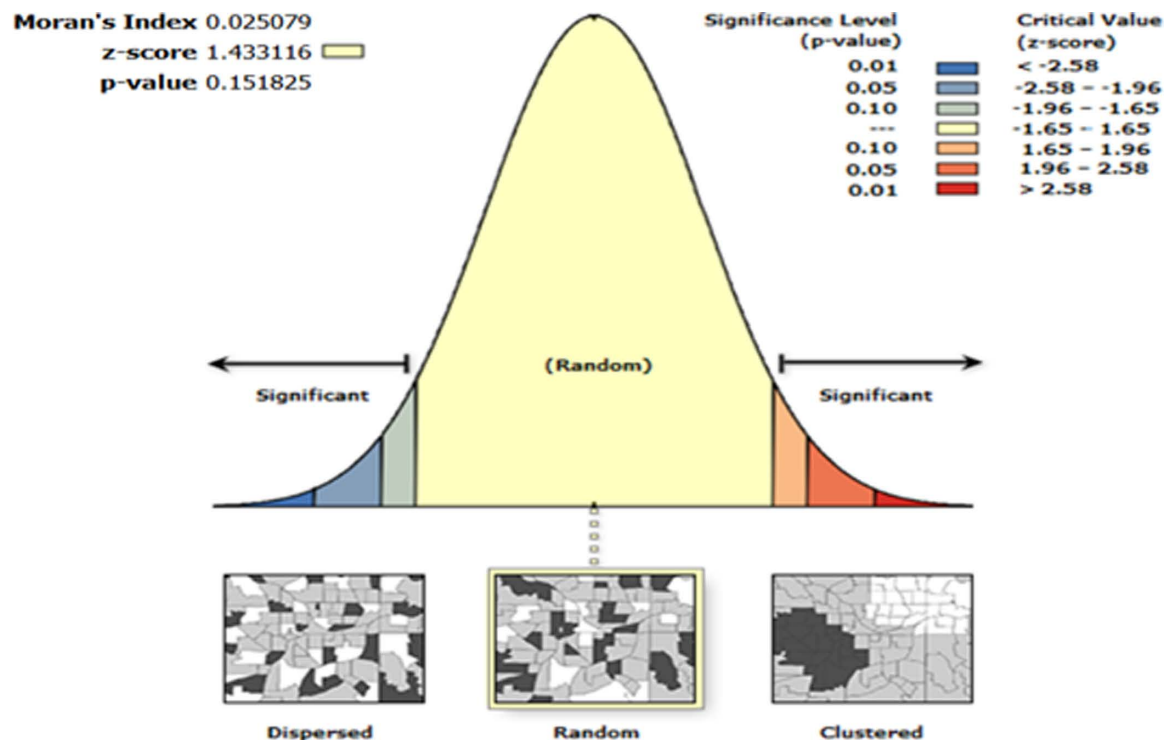 Moran's Index 0.025079
z-score 1.433116
p-value 0.151825
Significance Level
(p-value)
Critical Value
(z-score)
0.01 < -2.58
0.05 -2.58 – -1.96
0.10 -1.96 – -1.65
--- -1.65 - 1.65
0.10 1.65 – 1.96
0.05 1.96 – 2.58
0.01 > 2.58
(Random)
Significant
Significant
Dispersed
Random
Clustered